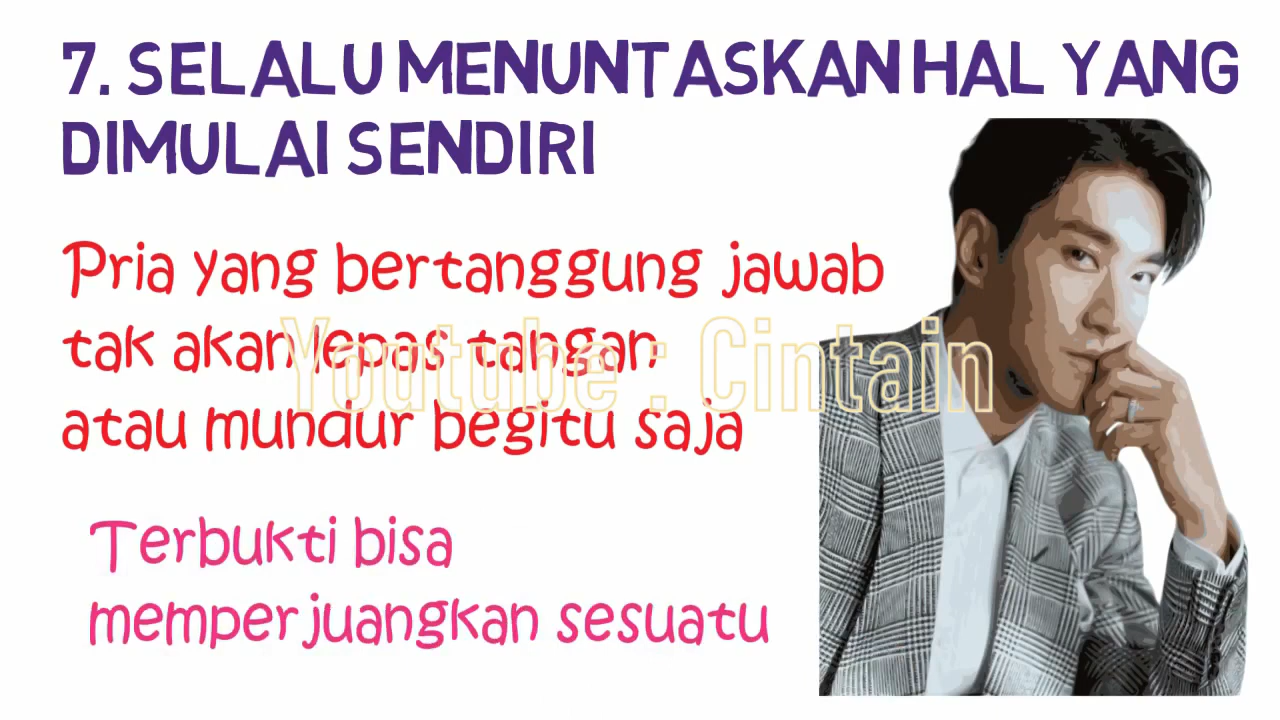 7. SELALU MENUNTASKAN HAL YANG
DIMULAI SENDIRI
Pria yang bertanggung jawab
tak akan lepas tangan
atau mundur begitu saja
Youtube : Cintain
Terbukti bisa
memperjuangkan sesuatu